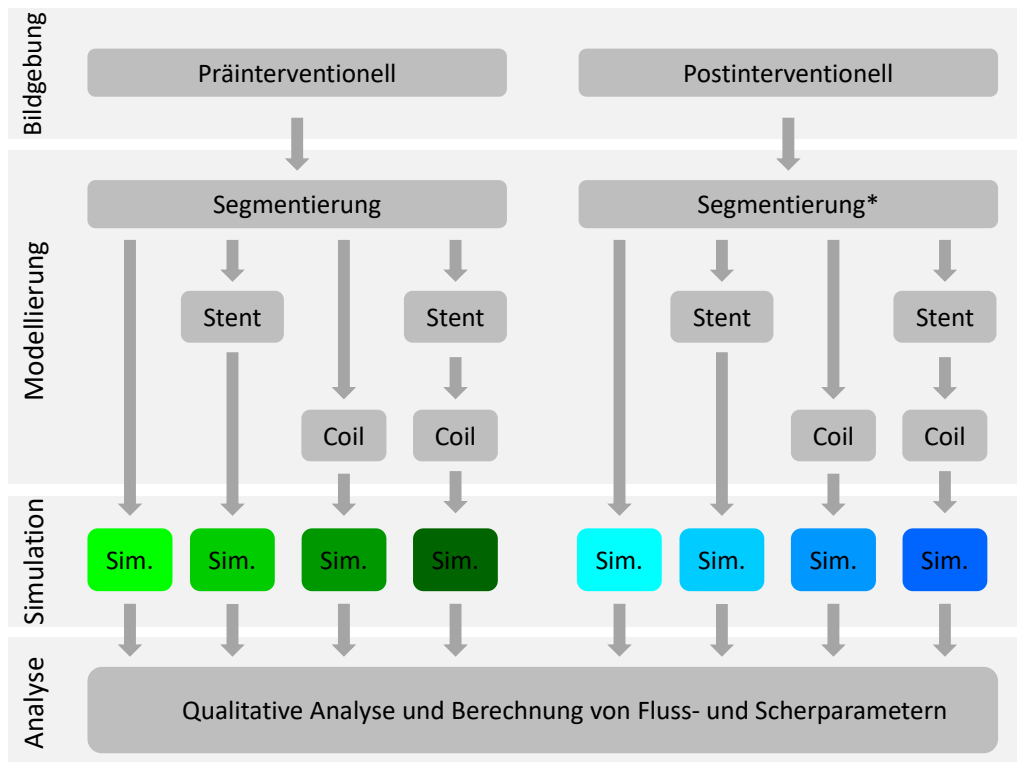 Bildgebung
Präinterventionell
Postinterventionell
Modellierung
Segmentierung
Segmentierung*
Stent
Stent
Stent
Stent
Coil
Coil
Coil
Coil
Simulation
Sim.
Sim.
Sim.
Sim.
Sim.
Sim.
Sim.
Sim.
Analyse
Qualitative Analyse und Berechnung von Fluss- und Scherparametern